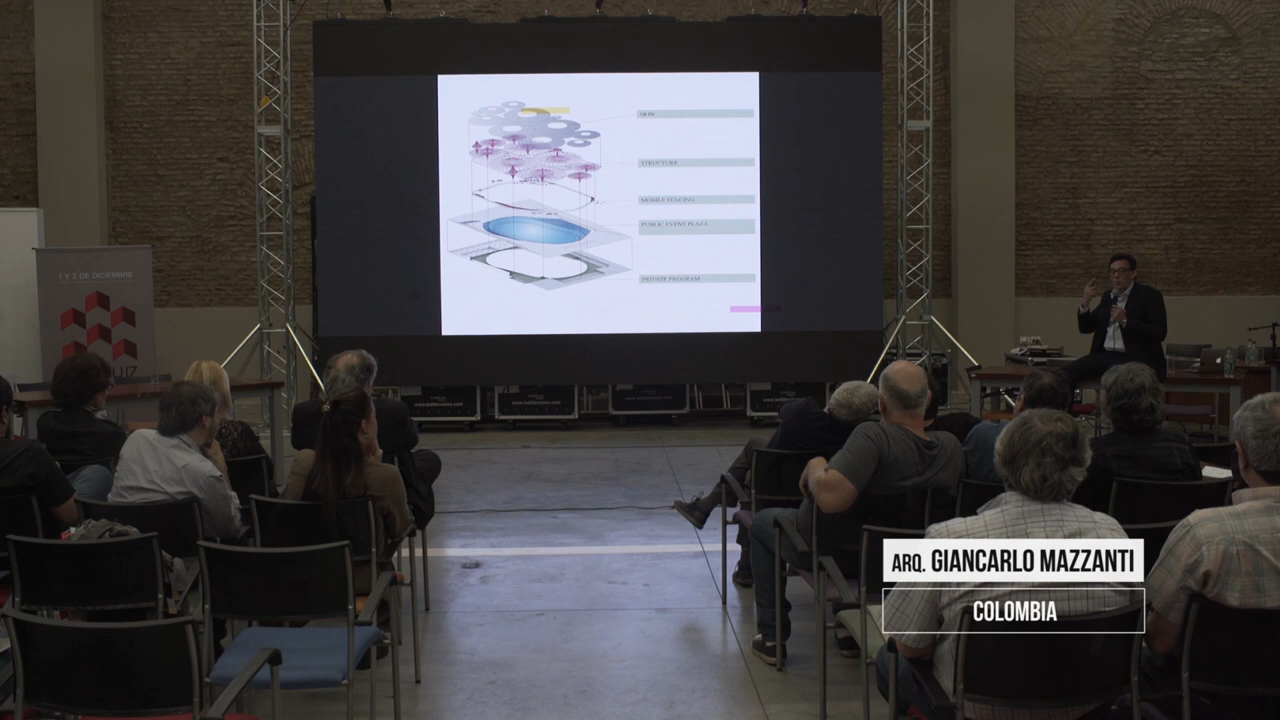 SKIN
STRUCTURE
MOBILE FENCING
PUBLIC EVENT PLAZA
PRIVATE PROGRAM
1 Y 2 DE DICIEMBRE
ARQ. GIANCARLO MAZZANTI
COLOMBIA